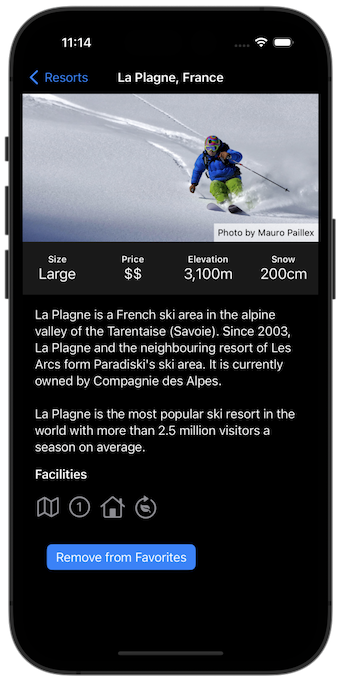 11:14
Resorts La Plagne, France
Photo by Mauro Paillex
Size Price Elevation Snow
Large $$ 3,100m 200cm
La Plagne is a French ski area in the alpine
valley of the Tarentaise (Savoie). Since 2003,
La Plagne and the neighbouring resort of Les
Arcs form Paradiski's ski area. It is currently
owned by Compagnie des Alpes.
La Plagne is the most popular ski resort in the
world with more than 2.5 million visitors a
season on average.
Facilities
1
Remove from Favorites